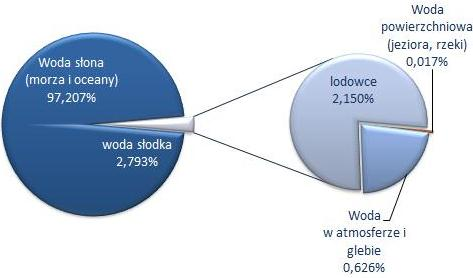 Woda słona
(morza i oceany)
97,207%
woda słodka
2,793%
lodowce
2,150%
Woda
powierzchniowa
(jeziora, rzeki)
0,017%
Woda
w atmosferze i
glebie
0,626%